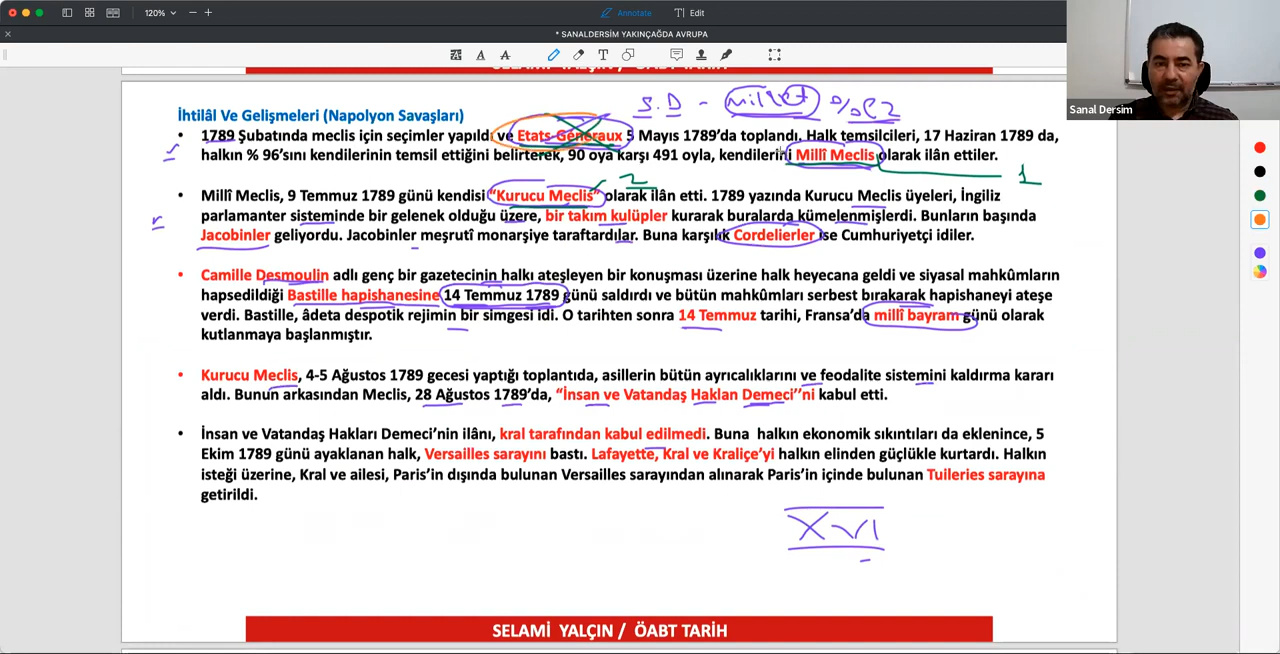 120%
Annotate
Edit
* SANALDERSİM YAKINÇAĞDA AVRUPA
Sanal Dersim
İhtilâl Ve Gelişmeleri (Napolyon Savaşları)
S.D - Millet
• 1789 Şubatında meclis için seçimler yapıldı ve Etats Generaux 5 Mayıs 1789'da toplandı. Halk temsilcileri, 17 Haziran 1789 da,
halkın % 96'sını kendilerinin temsil ettiğini belirterek, 90 oya karşı 491 oyla, kendilerini Millî Meclis olarak ilân ettiler.
1
2
• Millî Meclis, 9 Temmuz 1789 günü kendisi "Kurucu Meclis" olarak ilân etti. 1789 yazında Kurucu Meclis üyeleri, İngiliz
parlamanter sisteminde bir gelenek olduğu üzere, bir takım kulüpler kurarak buralarda kümelenmişlerdi. Bunların başında
Jacobinler geliyordu. Jacobinler meşrutî monarşiye taraftardılar. Buna karşılık Cordelierler ise Cumhuriyetçi idiler.
• Camille Desmoulin adlı genç bir gazetecinin halkı ateşleyen bir konuşması üzerine halk heyecana geldi ve siyasal mahkûmların
hapsedildiği Bastille hapishanesine 14 Temmuz 1789 günü saldırdı ve bütün mahkûmları serbest bırakarak hapishaneyi ateşe
verdi. Bastille, âdeta despotik rejimin bir simgesi idi. O tarihten sonra 14 Temmuz tarihi, Fransa'da millî bayram günü olarak
kutlanmaya başlanmıştır.
• Kurucu Meclis, 4-5 Ağustos 1789 gecesi yaptığı toplantıda, asillerin bütün ayrıcalıklarını ve feodalite sistemini kaldırma kararı
aldı. Bunun arkasından Meclis, 28 Ağustos 1789'da, "İnsan ve Vatandaş Haklan Demeci''ni kabul etti.
• İnsan ve Vatandaş Hakları Demeci'nin ilânı, kral tarafından kabul edilmedi. Buna halkın ekonomik sıkıntıları da eklenince, 5
Ekim 1789 günü ayaklanan halk, Versailles sarayını bastı. Lafayette, Kral ve Kraliçe'yi halkın elinden güçlükle kurtardı. Halkın
isteği üzerine, Kral ve ailesi, Paris'in dışında bulunan Versailles sarayından alınarak Paris'in içinde bulunan Tuileries sarayına
getirildi.
XVI
SELAMİ YALÇIN / ÖABT TARİH